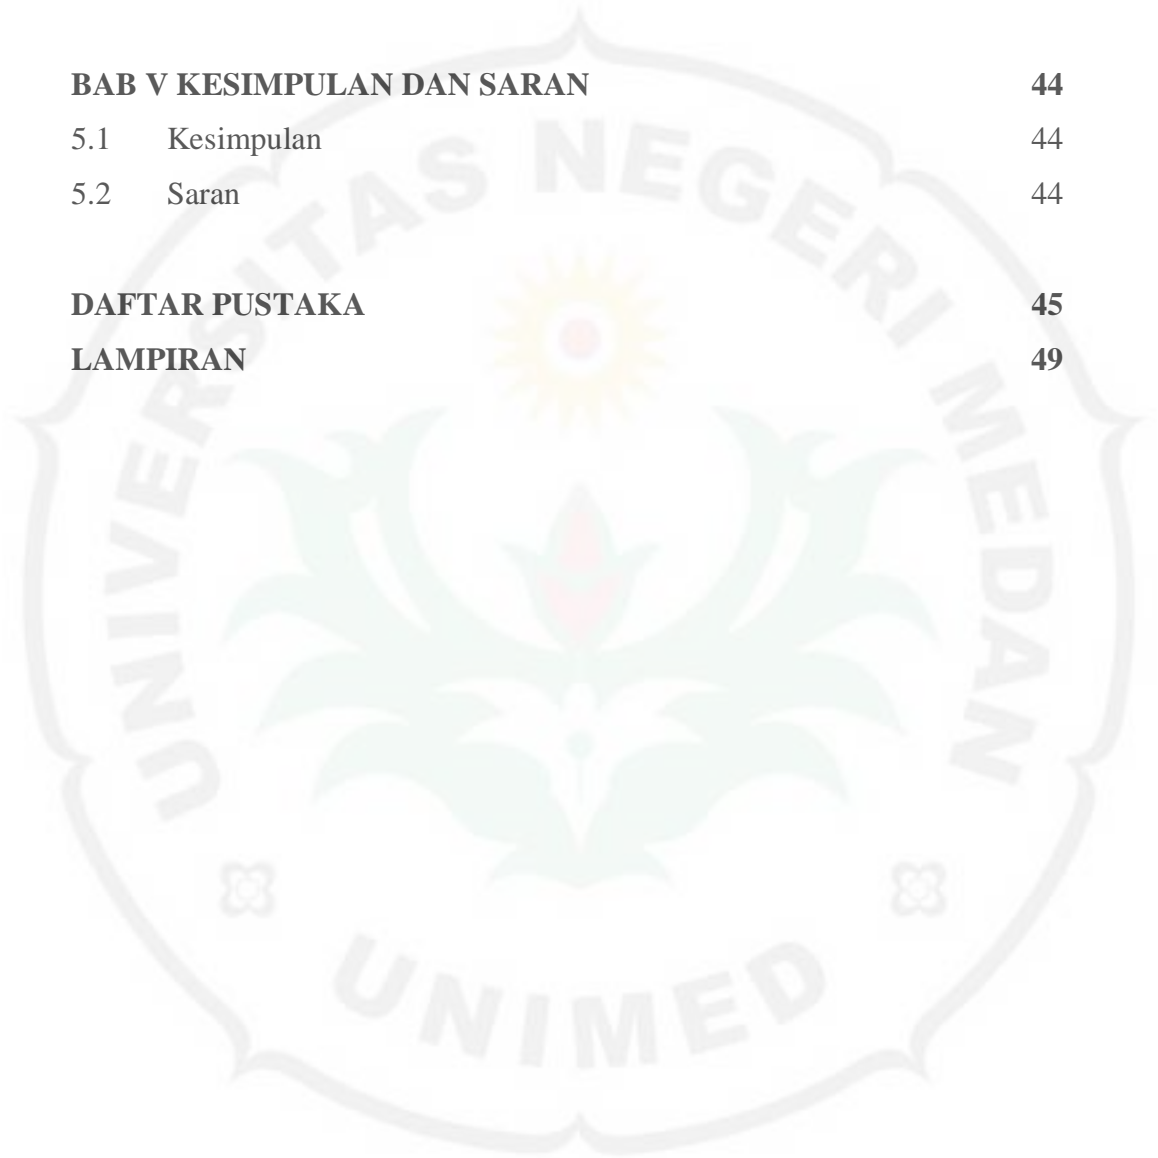 BAB V KESIMPULAN DAN SARAN 44
5.1 Kesimpulan 44
5.2 Saran 44
DAFTAR PUSTAKA 45
LAMPIRAN 49
UNIVERSITAS NEGERI MEDAN
UNIMED